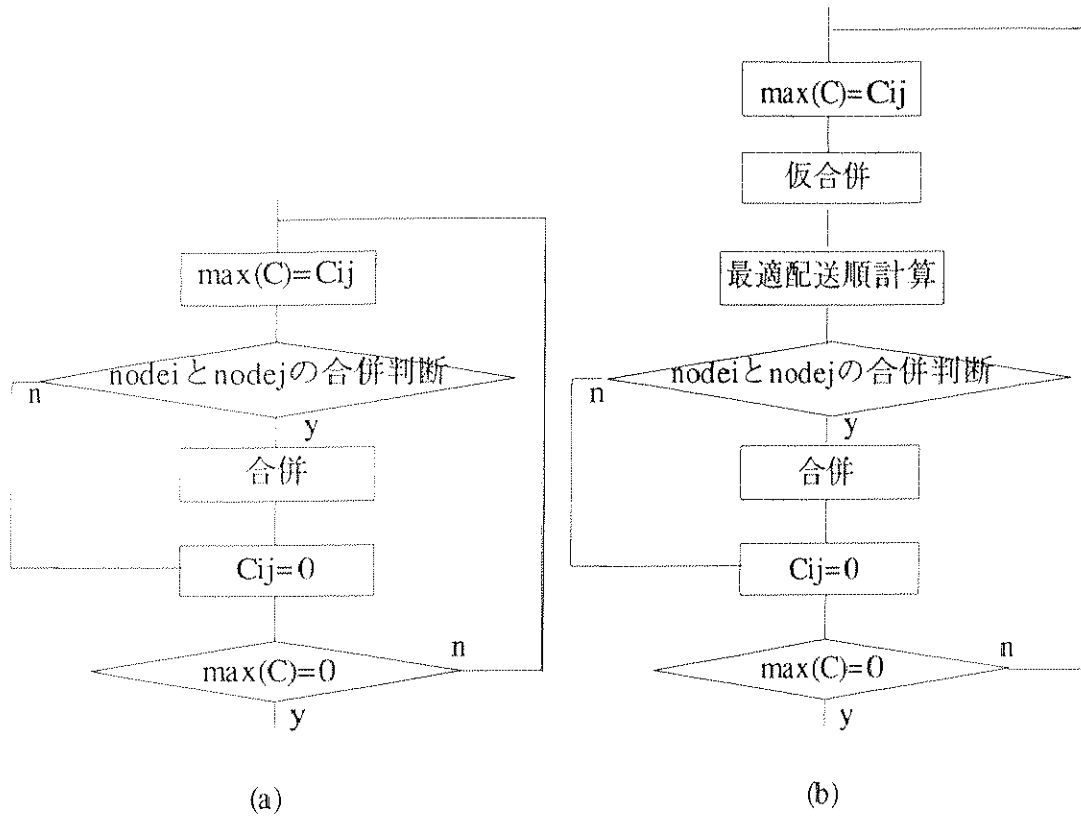 max(C)=Cij
nodeiとnodejの合併判断
n
y
合併
Cij=0
max(C)=0
n
y
(a)
max(C)=Cij
仮合併
最適配送順計算
nodeiとnodejの合併判断
n
y
合併
Cij=0
max(C)=0
n
y
(b)